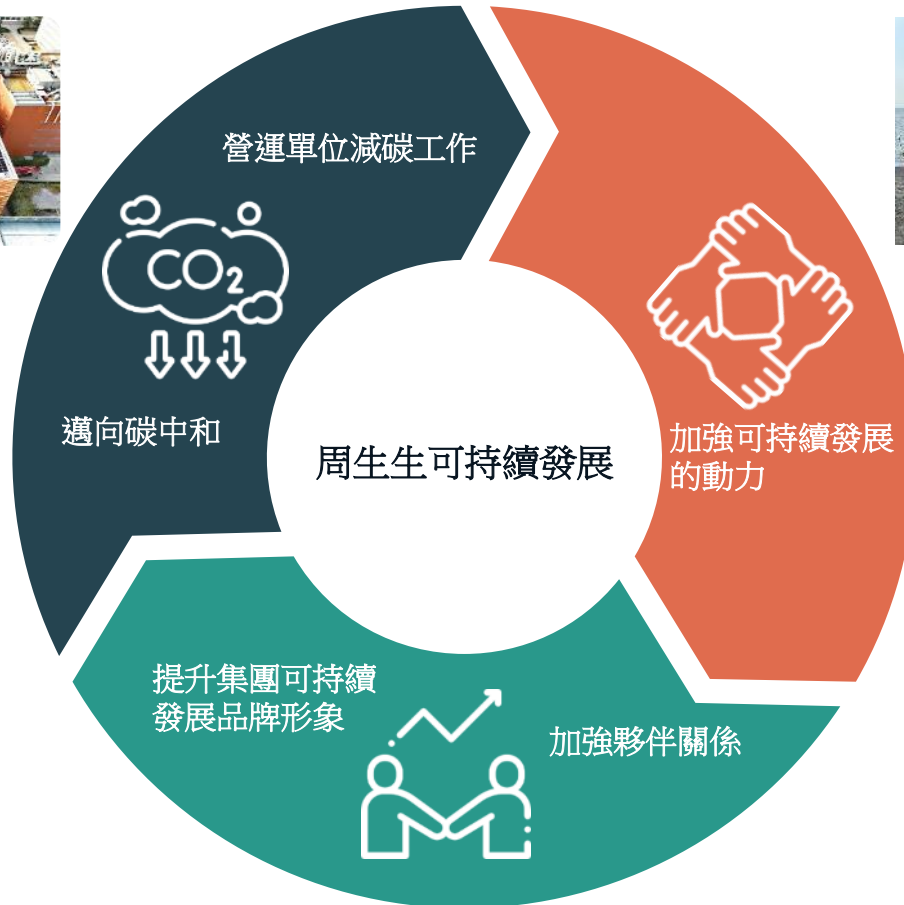 營運單位減碳工作
CO₂
邁向碳中和
周生生可持續發展
加強可持續發展
的動力
提升集團可持續
發展品牌形象
加強夥伴關係